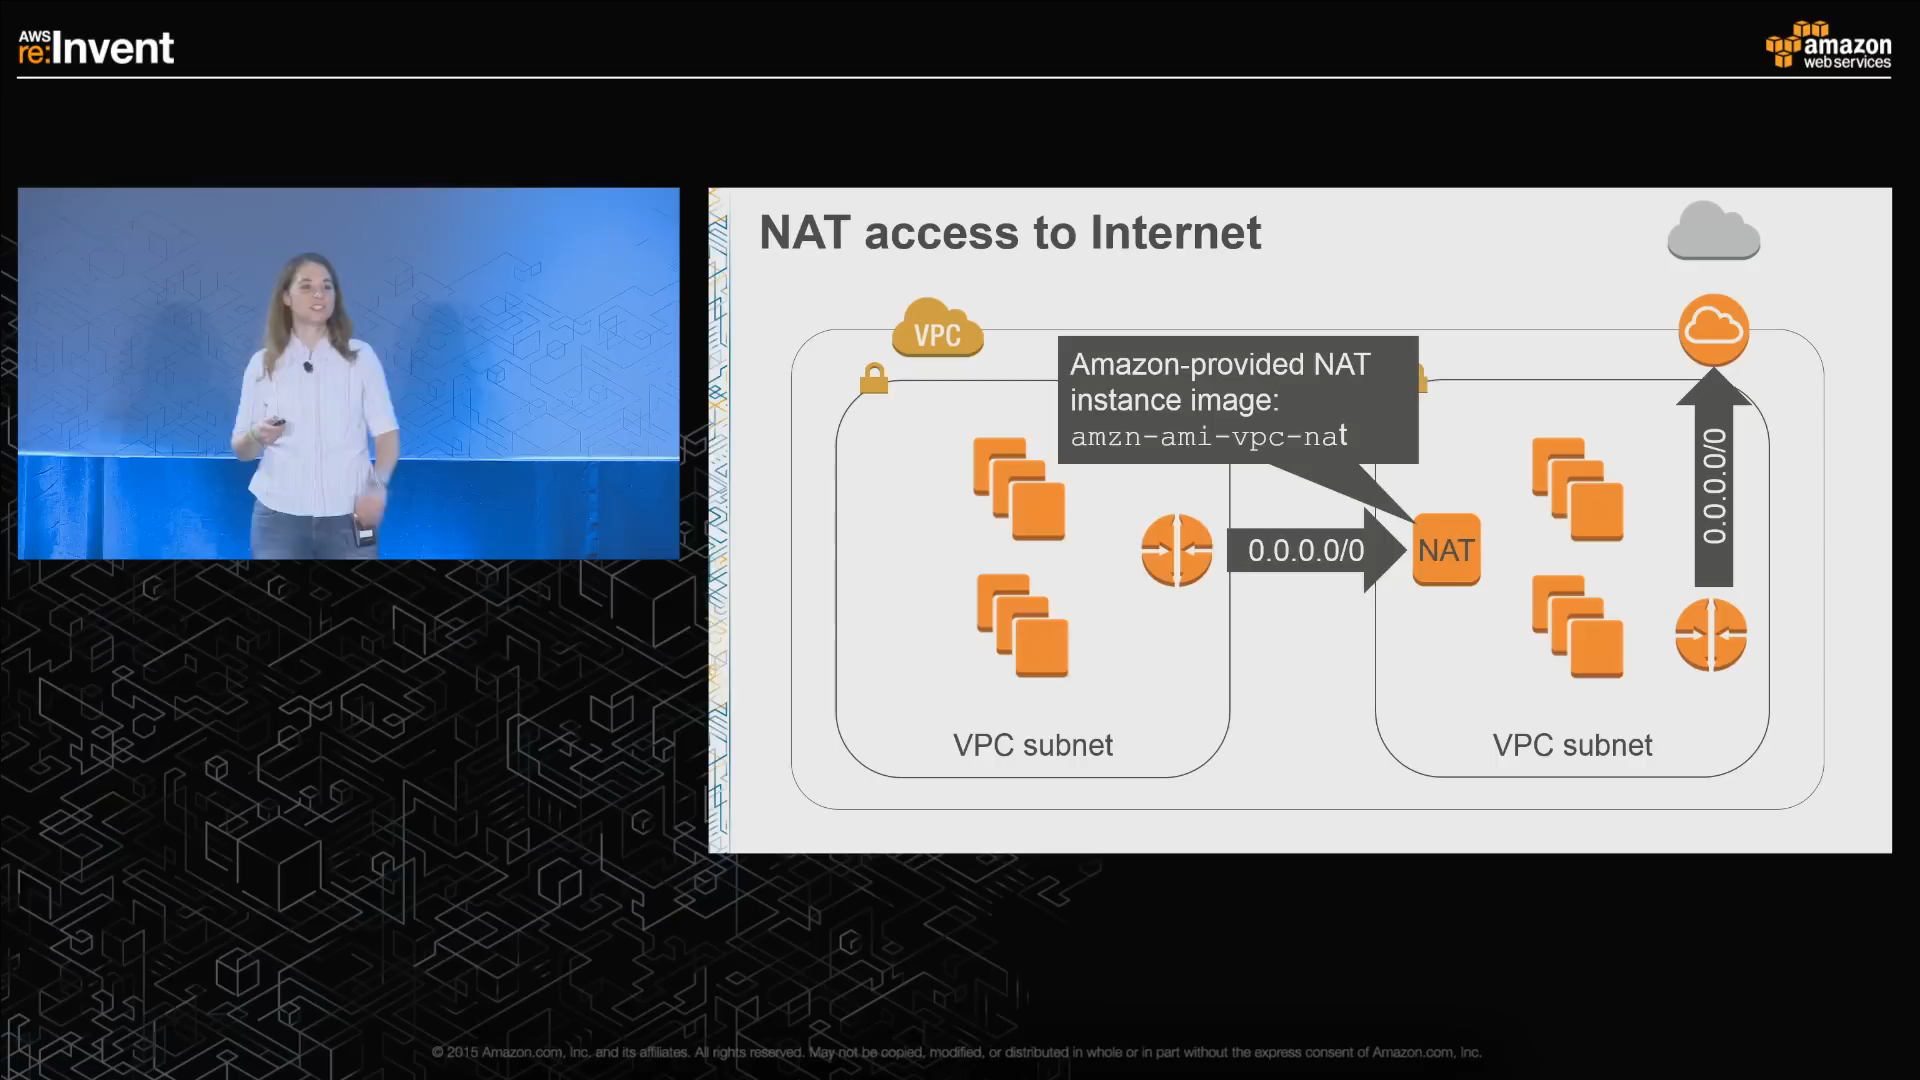 AWS
re:Invent
amazon
web services
NAT access to Internet
VPC
Amazon-provided NAT
instance image:
amzn-ami-vpc-nat
0.0.0.0/0
0.0.0.0/0
NAT
VPC subnet
VPC subnet
© 2015 Amazon.com, Inc. and its affiliates. All rights reserved. May not be copied, modified, or distributed in whole or in part without the express consent of Amazon.com, Inc.